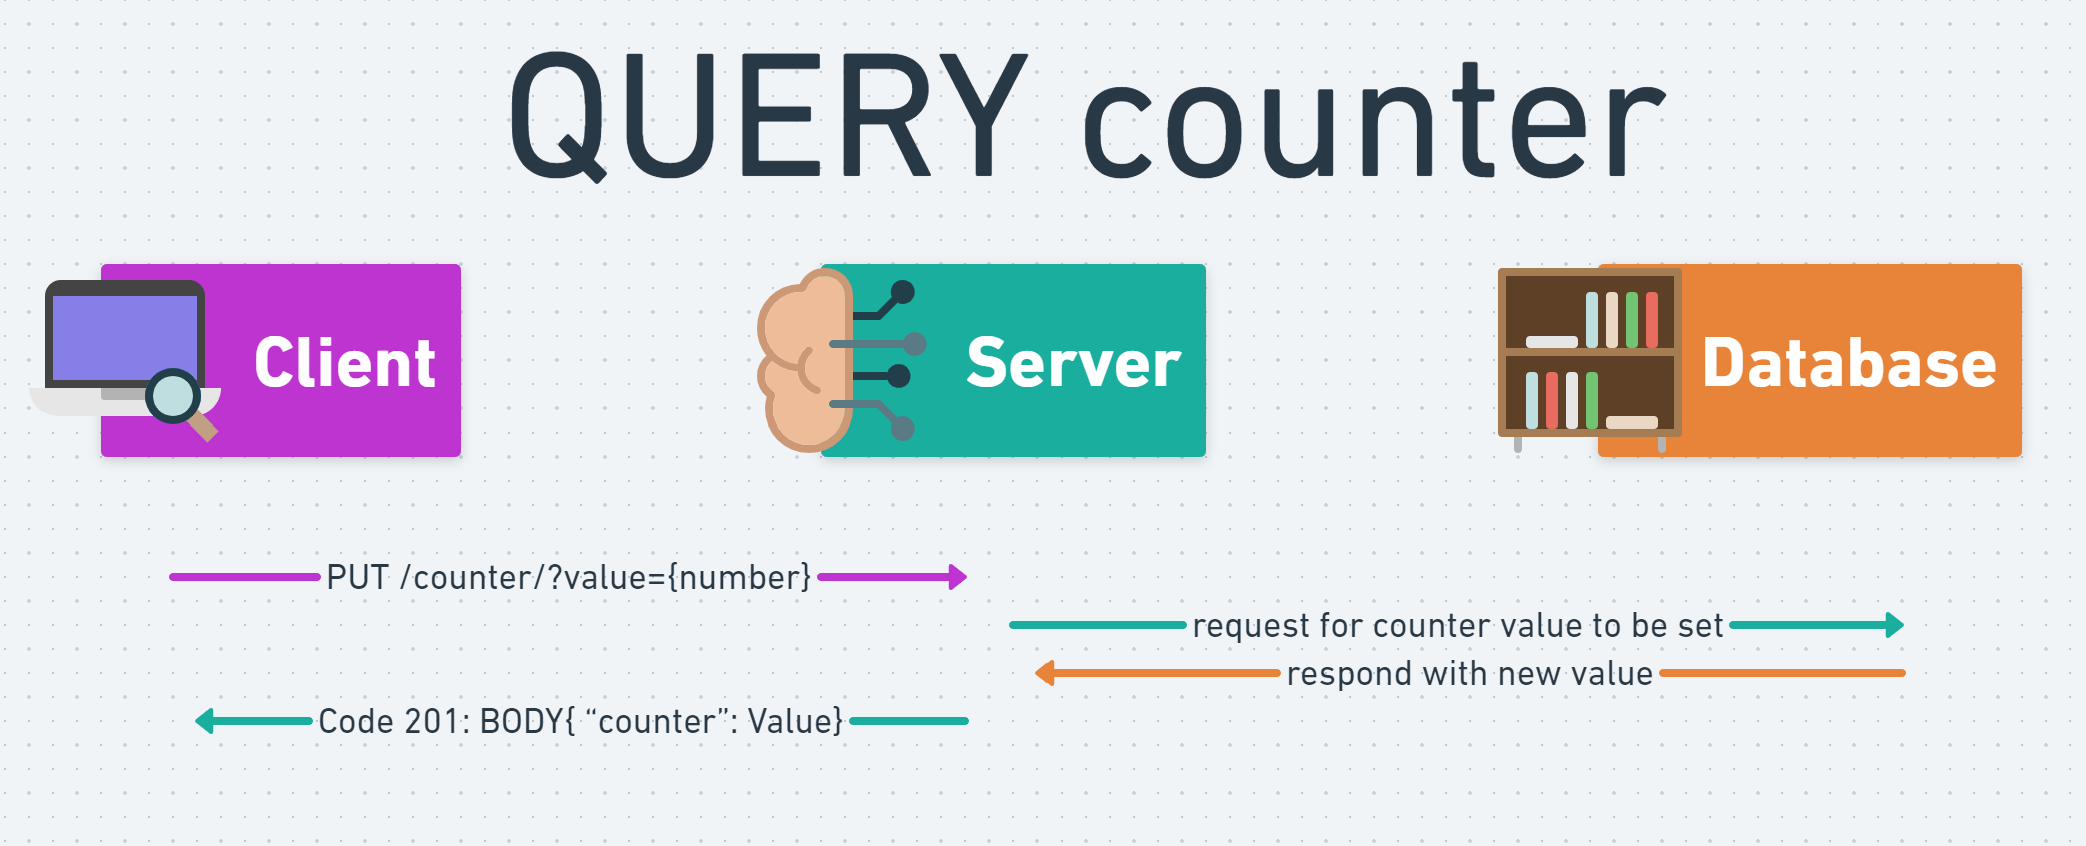 QUERY counter
Client
Server
Database
PUT /counter/?value={number}
request for counter value to be set
respond with new value
Code 201: BODY{ “counter”: Value}